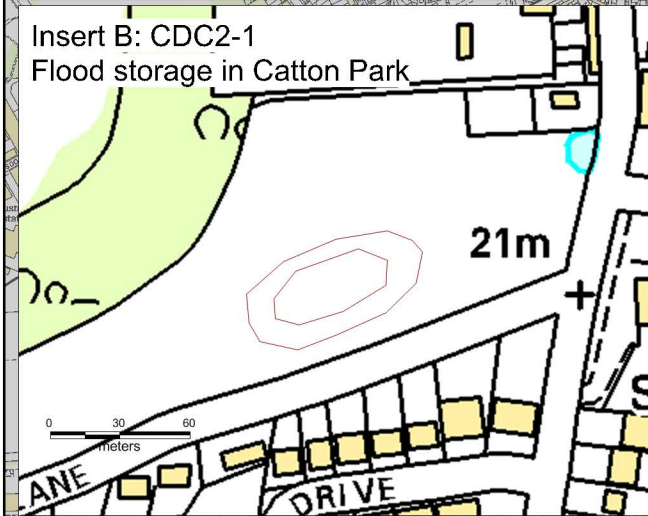 Insert B: CDC2-1
Flood storage in Catton Park
21m
0 30 60
meters
ANE
DRIVE
S